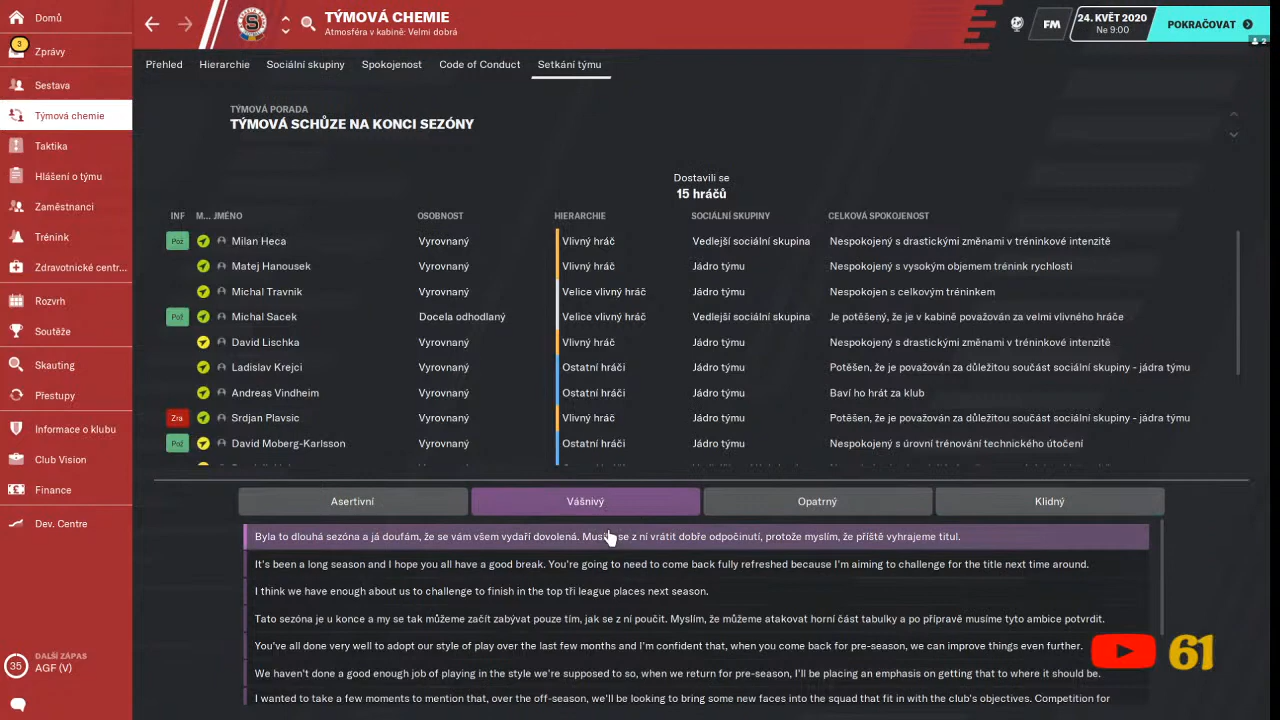 Domů
TÝMOVÁ CHEMIE
Atmosféra v kabině: Velmi dobrá
FM
24. KVĚT 2020
Ne 9:00
POKRAČOVAT
2
3
Zprávy
Sestava
Týmová chemie
Taktika
Hlášení o týmu
Zaměstnanci
Trénink
Zdravotnické centr...
Rozvrh
Soutěže
Skauting
Přestupy
Informace o klubu
Club Vision
Finance
Dev. Centre
35
DALŠÍ ZÁPAS
AGF (V)
Přehled Hierarchie Sociální skupiny Spokojenost Code of Conduct Setkání týmu
TÝMOVÁ PORADA
TÝMOVÁ SCHŮZE NA KONCI SEZÓNY
Dostavili se
15 hráčů
INF M... JMÉNO OSOBNOST HIERARCHIE SOCIÁLNÍ SKUPINY CELKOVÁ SPOKOJENOST
Pož Milan Heca Vyrovnaný Vlivný hráč Vedlejší sociální skupina Nespokojený s drastickými změnami v tréninkové intenzitě
Matej Hanousek Vyrovnaný Vlivný hráč Jádro týmu Nespokojený s vysokým objemem trénink rychlosti
Michal Travnik Vyrovnaný Velice vlivný hráč Jádro týmu Nespokojen s celkovým tréninkem
Pož Michal Sacek Docela odhodlaný Velice vlivný hráč Vedlejší sociální skupina Je potěšený, že je v kabině považován za velmi vlivného hráče
David Lischka Vyrovnaný Vlivný hráč Jádro týmu Nespokojený s drastickými změnami v tréninkové intenzitě
Ladislav Krejci Vyrovnaný Ostatní hráči Jádro týmu Potěšen, že je považován za důležitou součást sociální skupiny - jádra týmu
Andreas Vindheim Vyrovnaný Ostatní hráči Jádro týmu Baví ho hrát za klub
Zra Srdjan Plavsic Vyrovnaný Vlivný hráč Jádro týmu Potěšen, že je považován za důležitou součást sociální skupiny - jádra týmu
Pož David Moberg-Karlsson Vyrovnaný Ostatní hráči Jádro týmu Nespokojený s úrovní trénování technického útočení
Asertivní Vášnivý Opatrný Klidný
Byla to dlouhá sezóna a já doufám, že se vám všem vydaří dovolená. se z ní vrátit dobře odpočinutí, protože myslím, že příště vyhrajeme titul.
It's been a long season and I hope you all have a good break. You're going to need to come back fully refreshed because I'm aiming to challenge for the title next time around.
I think we have enough about us to challenge to finish in the top tři league places next season.
Tato sezóna je u konce a my se tak můžeme začít zabývat pouze tím, jak se z ní poučit. Myslím, že můžeme atakovat horní část tabulky a po přípravě musíme tyto ambice potvrdit.
You've all done very well to adopt our style of play over the last few months and I'm confident that, when you come back for pre-season, we can improve things even further.
We haven't done a good enough job of playing in the style we're supposed to so, when we return for pre-season, I'll be placing an emphasis on getting that to where it should be.
I wanted to take a few moments to mention that, over the off-season, we'll be looking to bring some new faces into the squad that fit in with the club's objectives. Competition for
61